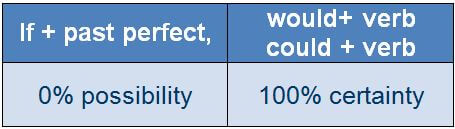 If + past perfect,
would+ verb
could + verb
0% possibility
100% certainty